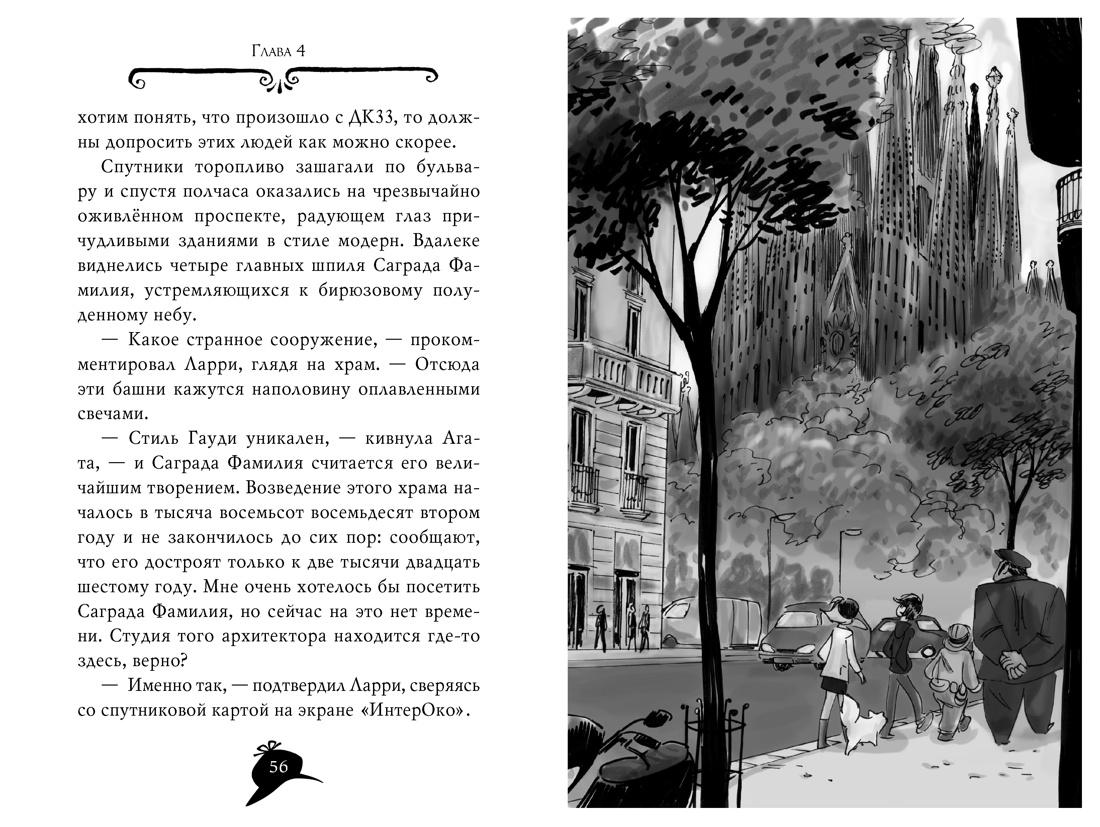 Глава 4
хотим понять, что произошло с ДК33, то долж-
ны допросить этих людей как можно скорее.
Спутники торопливо зашагали по бульва-
ру и спустя полчаса оказались на чрезвычайно
оживлённом проспекте, радующем глаз при-
чудливыми зданиями в стиле модерн. Вдалеке
виднелись четыре главных шпиля Саграда Фа-
милия, устремляющихся к бирюзовому полу-
денному небу.
— Какое странное сооружение, — проком-
ментировал Ларри, глядя на храм. — Отсюда
эти башни кажутся наполовину оплавленными
свечами.
— Стиль Гауди уникален, — кивнула Ага-
та, — и Саграда Фамилия считается его вели-
чайшим творением. Возведение этого храма на-
чалось в тысяча восемьсот восемьдесят втором
году и не закончилось до сих пор: сообщают,
что его достроят только к две тысячи двадцать
шестому году. Мне очень хотелось бы посетить
Саграда Фамилия, но сейчас на это нет време-
ни. Студия того архитектора находится где-то
здесь, верно?
— Именно так, — подтвердил Ларри, сверяясь
со спутниковой картой на экране «ИнтерОко».
56